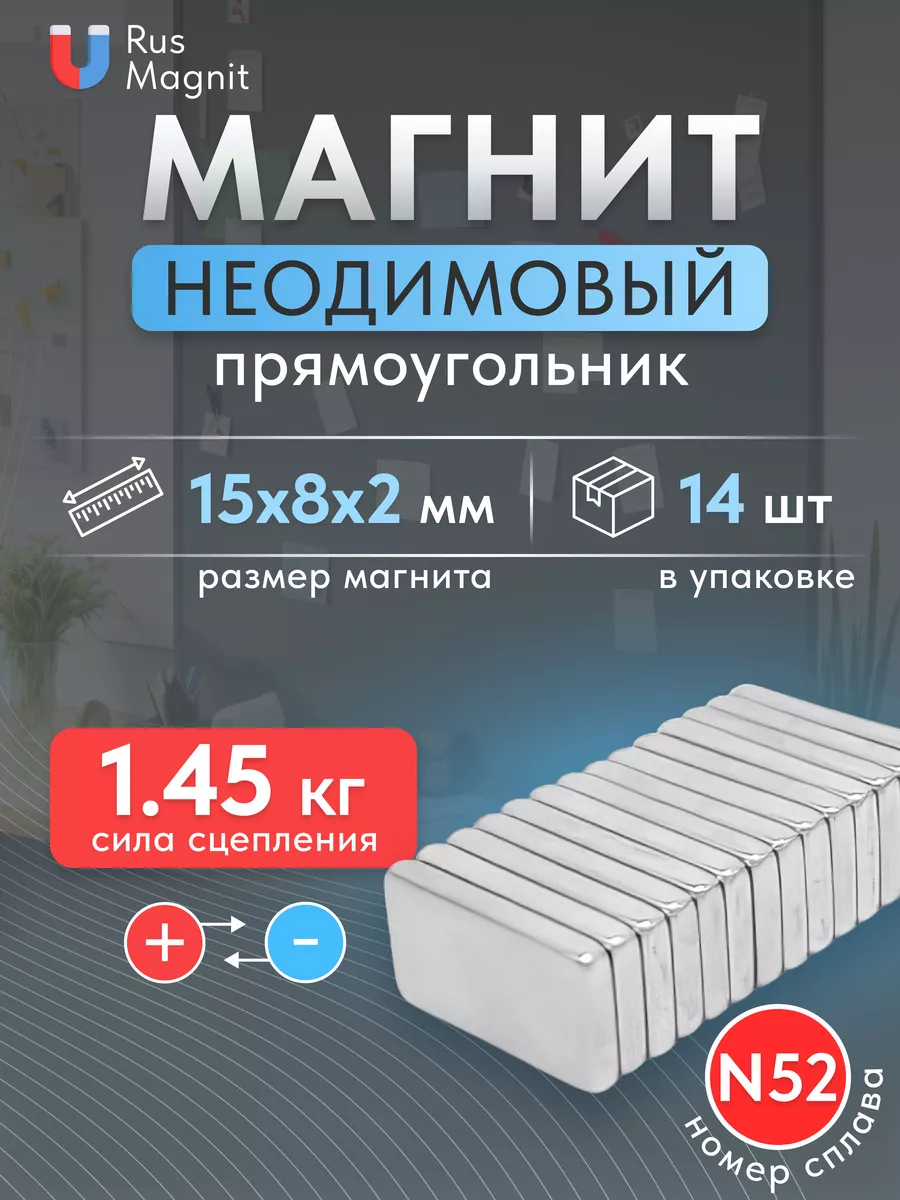 Rus
Magnit
МАГНИТ
НЕОДИМОВЫЙ
прямоугольник
15x8x2 мм
14 шт
размер магнита
в упаковке
1.45 кг
сила сцепления
+
-
N52
номер сплава